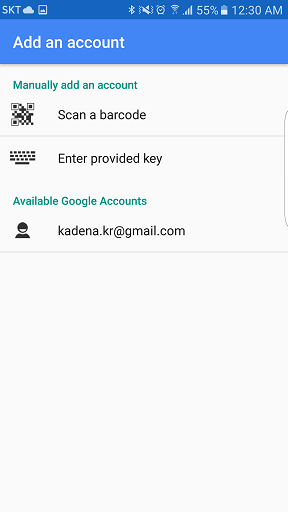 SKT 55% 12:30 AM
Add an account
Manually add an account
Scan a barcode
Enter provided key
Available Google Accounts
kadena.kr@gmail.com